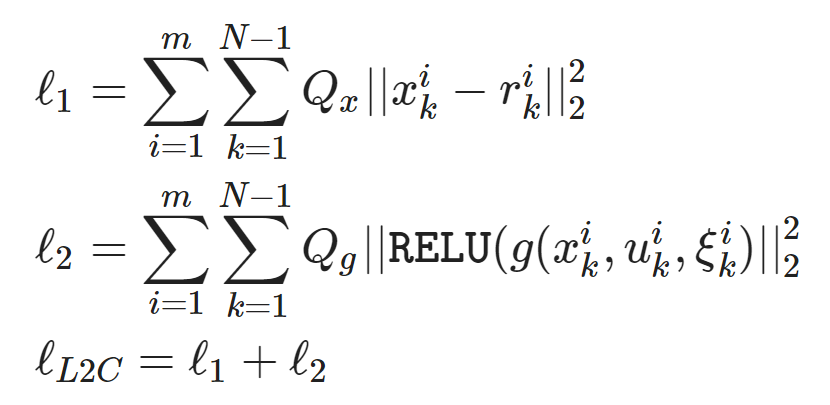 ℓ_1 = \sum_{i=1}^{m} \sum_{k=1}^{N-1} Q_x ||x_k^i - r_k^i||_2^2
ℓ_2 = \sum_{i=1}^{m} \sum_{k=1}^{N-1} Q_g ||RELU(g(x_k^i, u_k^i, ξ_k^i)||_2^2
ℓ_{L2C} = ℓ_1 + ℓ_2